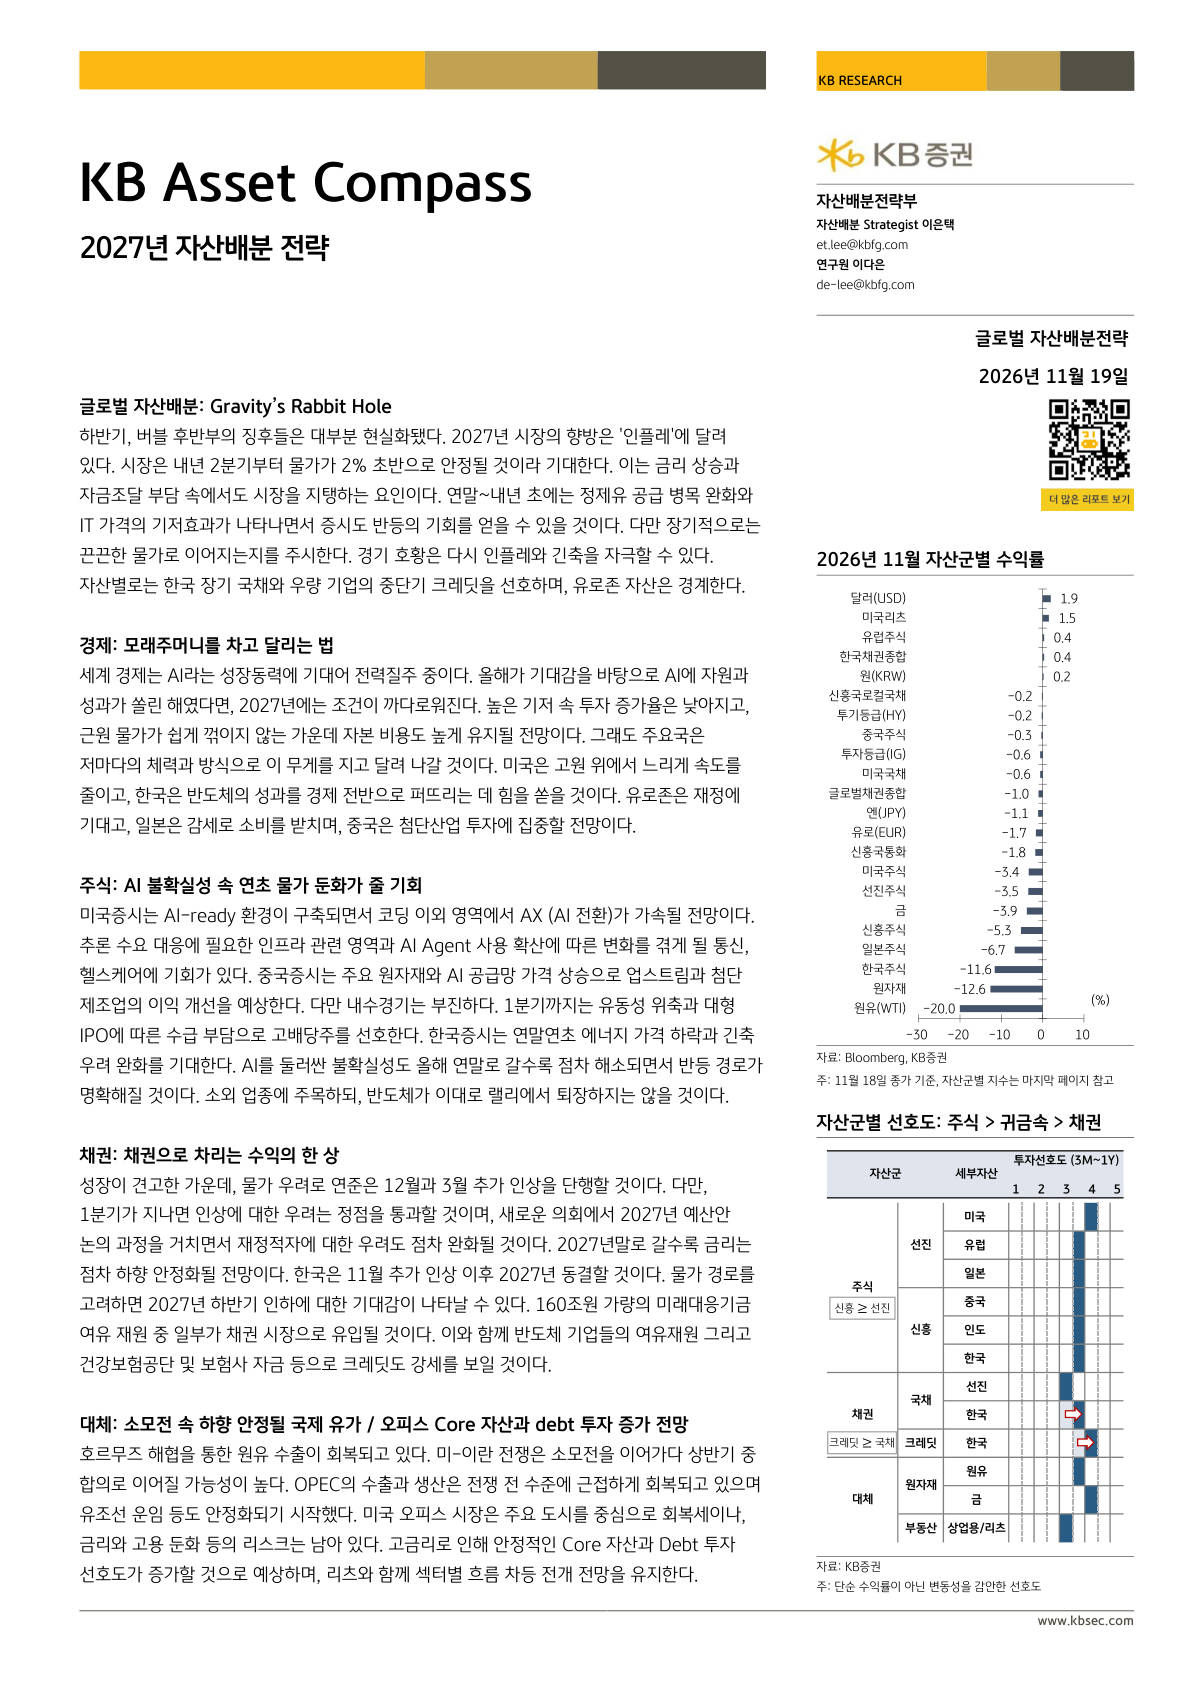 KB RESEARCH
KB Asset Compass
2027년 자산배분 전략
글로벌 자산배분: Gravity’s Rabbit Hole
하반기, 버블 후반부의 징후들은 대부분 현실화됐다. 2027년 시장의 향방은 '인플레'에 달려
있다. 시장은 내년 2분기부터 물가가 2% 초반으로 안정될 것이라 기대한다. 이는 금리 상승과
자금조달 부담 속에서도 시장을 지탱하는 요인이다. 연말~내년 초에는 정제유 공급 병목 완화와
IT 가격의 기저효과가 나타나면서 증시도 반등의 기회를 얻을 수 있을 것이다. 다만 장기적으로는
끈끈한 물가로 이어지는지를 주시한다. 경기 호황은 다시 인플레와 긴축을 자극할 수 있다.
자산별로는 한국 장기 국채와 우량 기업의 중단기 크레딧을 선호하며, 유로존 자산은 경계한다.
경제: 모래주머니를 차고 달리는 법
세계 경제는 AI라는 성장동력에 기대어 전력질주 중이다. 올해가 기대감을 바탕으로 AI에 자원과
성과가 쏠린 해였다면, 2027년에는 조건이 까다로워진다. 높은 기저 속 투자 증가율은 낮아지고,
근원 물가가 쉽게 꺾이지 않는 가운데 자본 비용도 높게 유지될 전망이다. 그래도 주요국은
저마다의 체력과 방식으로 이 무게를 지고 달려 나갈 것이다. 미국은 고원 위에서 느리게 속도를
줄이고, 한국은 반도체의 성과를 경제 전반으로 퍼뜨리는 데 힘을 쏟을 것이다. 유로존은 재정에
기대고, 일본은 감세로 소비를 받치며, 중국은 첨단산업 투자에 집중할 전망이다.
주식: AI 불확실성 속 연초 물가 둔화가 줄 기회
미국증시는 AI-ready 환경이 구축되면서 코딩 이외 영역에서 AX (AI 전환)가 가속될 전망이다.
추론 수요 대응에 필요한 인프라 관련 영역과 AI Agent 사용 확산에 따른 변화를 겪게 될 통신,
헬스케어에 기회가 있다. 중국증시는 주요 원자재와 AI 공급망 가격 상승으로 업스트림과 첨단
제조업의 이익 개선을 예상한다. 다만 내수경기는 부진하다. 1분기까지는 유동성 위축과 대형
IPO에 따른 수급 부담으로 고배당주를 선호한다. 한국증시는 연말연초 에너지 가격 하락과 긴축
우려 완화를 기대한다. AI를 둘러싼 불확실성도 올해 연말로 갈수록 점차 해소되면서 반등 경로가
명확해질 것이다. 소외 업종에 주목하되, 반도체가 이대로 랠리에서 퇴장하지는 않을 것이다.
채권: 채권으로 차리는 수익의 한 상
성장이 견고한 가운데, 물가 우려로 연준은 12월과 3월 추가 인상을 단행할 것이다. 다만,
1분기가 지나면 인상에 대한 우려는 정점을 통과할 것이며, 새로운 의회에서 2027년 예산안
논의 과정을 거치면서 재정적자에 대한 우려도 점차 완화될 것이다. 2027년말로 갈수록 금리는
점차 하향 안정화될 전망이다. 한국은 11월 추가 인상 이후 2027년 동결할 것이다. 물가 경로를
고려하면 2027년 하반기 인하에 대한 기대감이 나타날 수 있다. 160조원 가량의 미래대응기금
여유 재원 중 일부가 채권 시장으로 유입될 것이다. 이와 함께 반도체 기업들의 여유재원 그리고
건강보험공단 및 보험사 자금 등으로 크레딧도 강세를 보일 것이다.
대체: 소모전 속 하향 안정될 국제 유가 / 오피스 Core 자산과 debt 투자 증가 전망
호르무즈 해협을 통한 원유 수출이 회복되고 있다. 미-이란 전쟁은 소모전을 이어가다 상반기 중
합의로 이어질 가능성이 높다. OPEC의 수출과 생산은 전쟁 전 수준에 근접하게 회복되고 있으며
유조선 운임 등도 안정화되기 시작했다. 미국 오피스 시장은 주요 도시를 중심으로 회복세이나,
금리와 고용 둔화 등의 리스크는 남아 있다. 고금리로 인해 안정적인 Core 자산과 Debt 투자
선호도가 증가할 것으로 예상하며, 리츠와 함께 섹터별 흐름 차등 전개 전망을 유지한다.
KB증권
자산배분전략부
자산배분 Strategist 이은택
et.lee@kbfg.com
연구원 이다은
de-lee@kbfg.com
글로벌 자산배분전략
2026년 11월 19일
더 많은 리포트 보기
2026년 11월 자산군별 수익률
달러(USD) 1.9
미국리츠 1.5
유럽주식 0.4
한국채권종합 0.4
원(KRW) 0.2
신흥국로컬국채 -0.2
투기등급(HY) -0.2
중국주식 -0.3
투자등급(IG) -0.6
미국국채 -0.6
글로벌채권종합 -1.0
엔(JPY) -1.1
유로(EUR) -1.7
신흥국통화 -1.8
미국주식 -3.4
선진주식 -3.5
금 -3.9
신흥주식 -5.3
일본주식 -6.7
한국주식 -11.6
원자재 -12.6
원유(WTI) -20.0
(%)
-30 -20 -10 0 10
자료: Bloomberg, KB증권
주: 11월 18일 종가 기준, 자산군별 지수는 마지막 페이지 참고
자산군별 선호도: 주식 > 귀금속 > 채권
자산군 세부자산 투자선호도 (3M~1Y)
1 2 3 4 5
주식
신흥 ≥ 선진
선진
미국
유럽
일본
신흥
중국
인도
한국
채권
크레딧 ≥ 국채
국채
선진
한국
크레딧 한국
대체
원자재
원유
금
부동산 상업용/리츠
자료: KB증권
주: 단순 수익률이 아닌 변동성을 감안한 선호도
www.kbsec.com